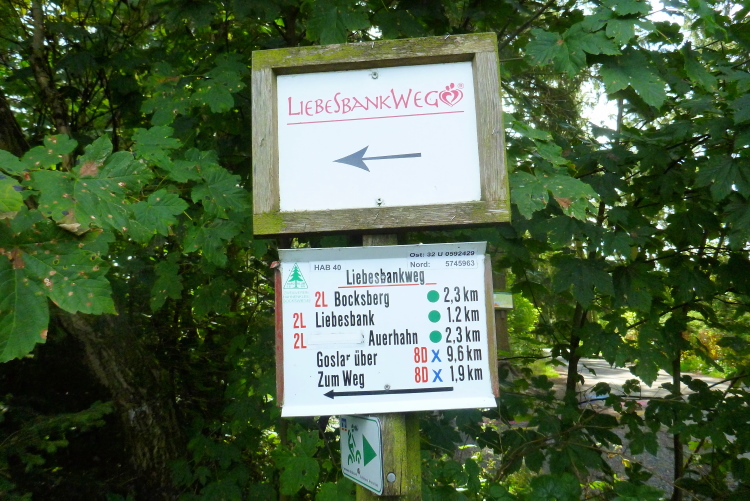 LIEBESBANKWEG
HAB 40 Ost: 32 U 0592429
Nord: 5745963
Liebesbankweg
2L Bocksberg 2,3 km
2L Liebesbank 1.2 km
2L Auerhahn 2,3 km
Goslar über 8D X 9,6 km
Zum Weg 8D X 1,9 km